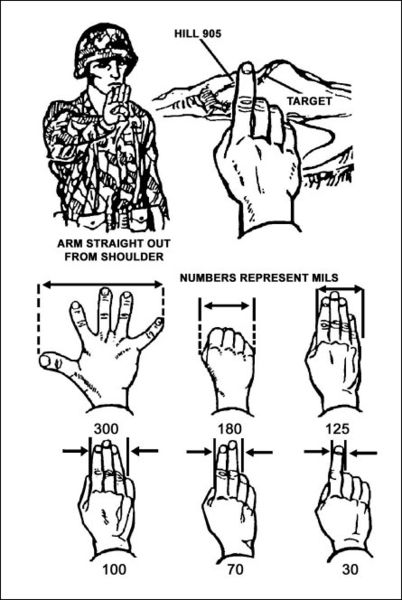 HILL 905
TARGET
ARM STRAIGHT OUT
FROM SHOULDER
NUMBERS REPRESENT MILS
300
180
125
100
70
30